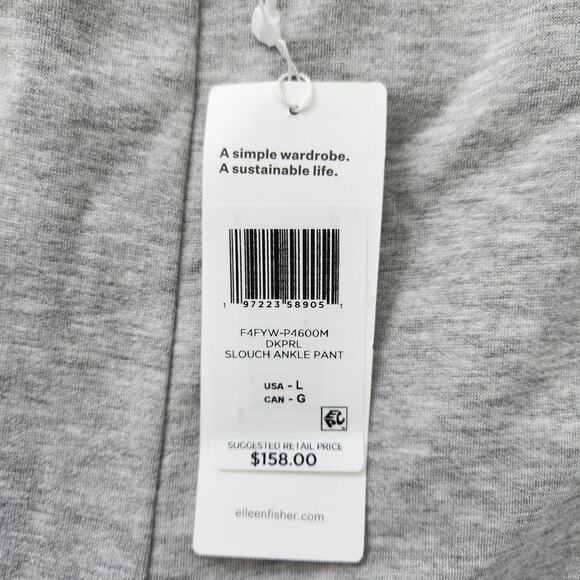 A simple wardrobe.
A sustainable life.
1 97223 58905 1
F4FYW-P4600M
DKPRL
SLOUCH ANKLE PANT
USA - L
CAN - G
SUGGESTED RETAIL PRICE
$158.00
eileenfisher.com